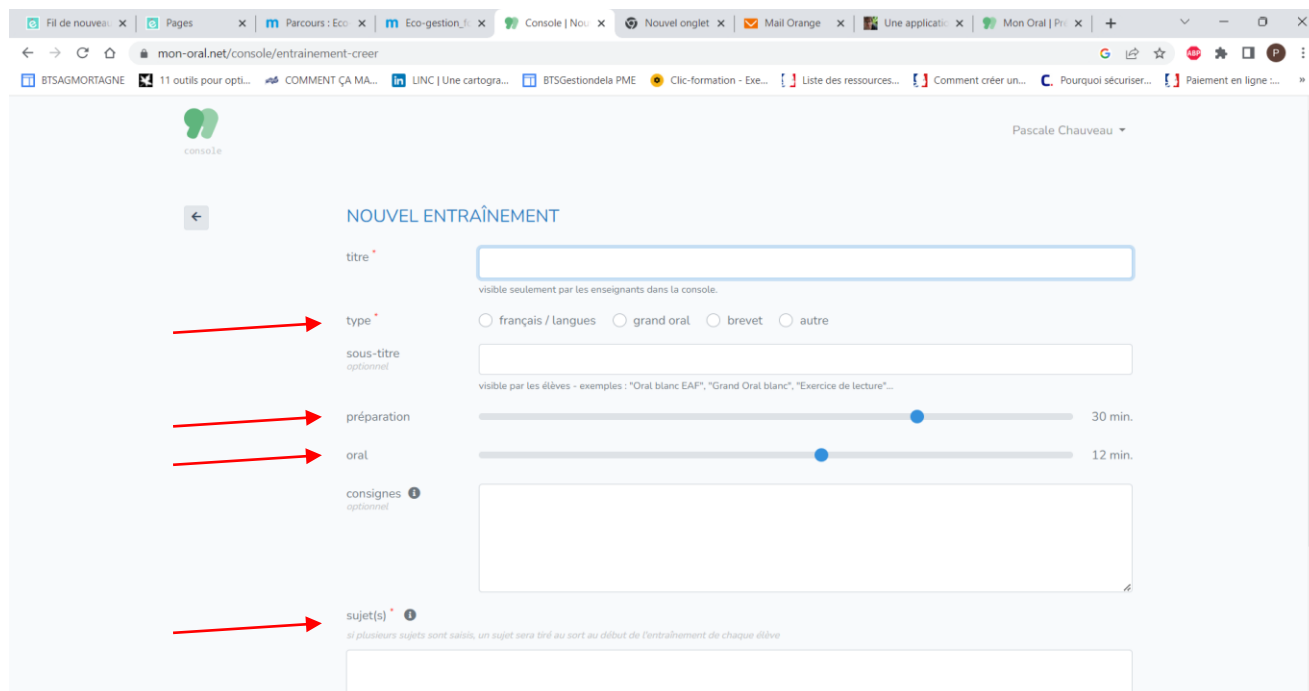 Fil de nouveau
Pages
Parcours : Eco
Eco-gestion_fo
Console | Nou
Nouvel onglet
Mail Orange
Une applicatio
Mon Oral | Pré
mon-oral.net/console/entrainement-creer
BTSAGMORTAGNE
11 outils pour opti...
COMMENT ÇA MA...
LINC | Une cartogra...
BTSGestiondela PME
Clic-formation - Exe...
Liste des ressources...
Comment créer un...
Pourquoi sécuriser...
Paiement en ligne :...
»
console
Pascale Chauveau
NOUVEL ENTRAÎNEMENT
titre *
visible seulement par les enseignants dans la console.
type * français / langues grand oral brevet autre
sous-titre
optionnel
visible par les élèves - exemples : "Oral blanc EAF", "Grand Oral blanc", "Exercice de lecture"...
préparation 30 min.
oral 12 min.
consignes
optionnel
sujet(s) *
si plusieurs sujets sont saisis, un sujet sera tiré au sort au début de l'entraînement de chaque élève